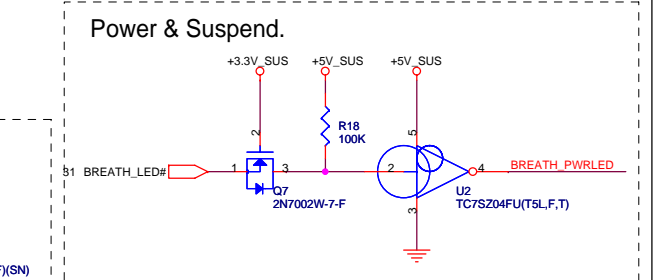 Power & Suspend.
+3.3V_SUS
+5V_SUS
+5V_SUS
2
R18
100K
5
BREATH_LED#
1
3
2
4
BREATH_PWRLED
Q7
2N7002W-7-F
3
U2
TC7SZ04FU(T5L,F,T)
)(SN)